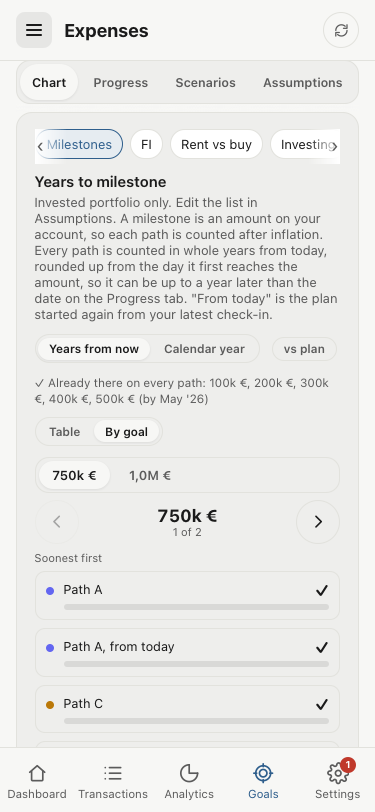 Expenses
Chart
Progress
Scenarios
Assumptions
‹ Milestones
FI
Rent vs buy
Investing ›
Years to milestone
Invested portfolio only. Edit the list in
Assumptions. A milestone is an amount on your
account, so each path is counted after inflation.
Every path is counted in whole years from today,
rounded up from the day it first reaches the
amount, so it can be up to a year later than the
date on the Progress tab. "From today" is the plan
started again from your latest check-in.
Years from now
Calendar year
vs plan
✓ Already there on every path: 100k €, 200k €, 300k
€, 400k €, 500k € (by May '26)
Table
By goal
750k €
1,0M €
750k €
1 of 2
Soonest first
Path A
Path A, from today
Path C
Dashboard
Transactions
Analytics
Goals
1
Settings